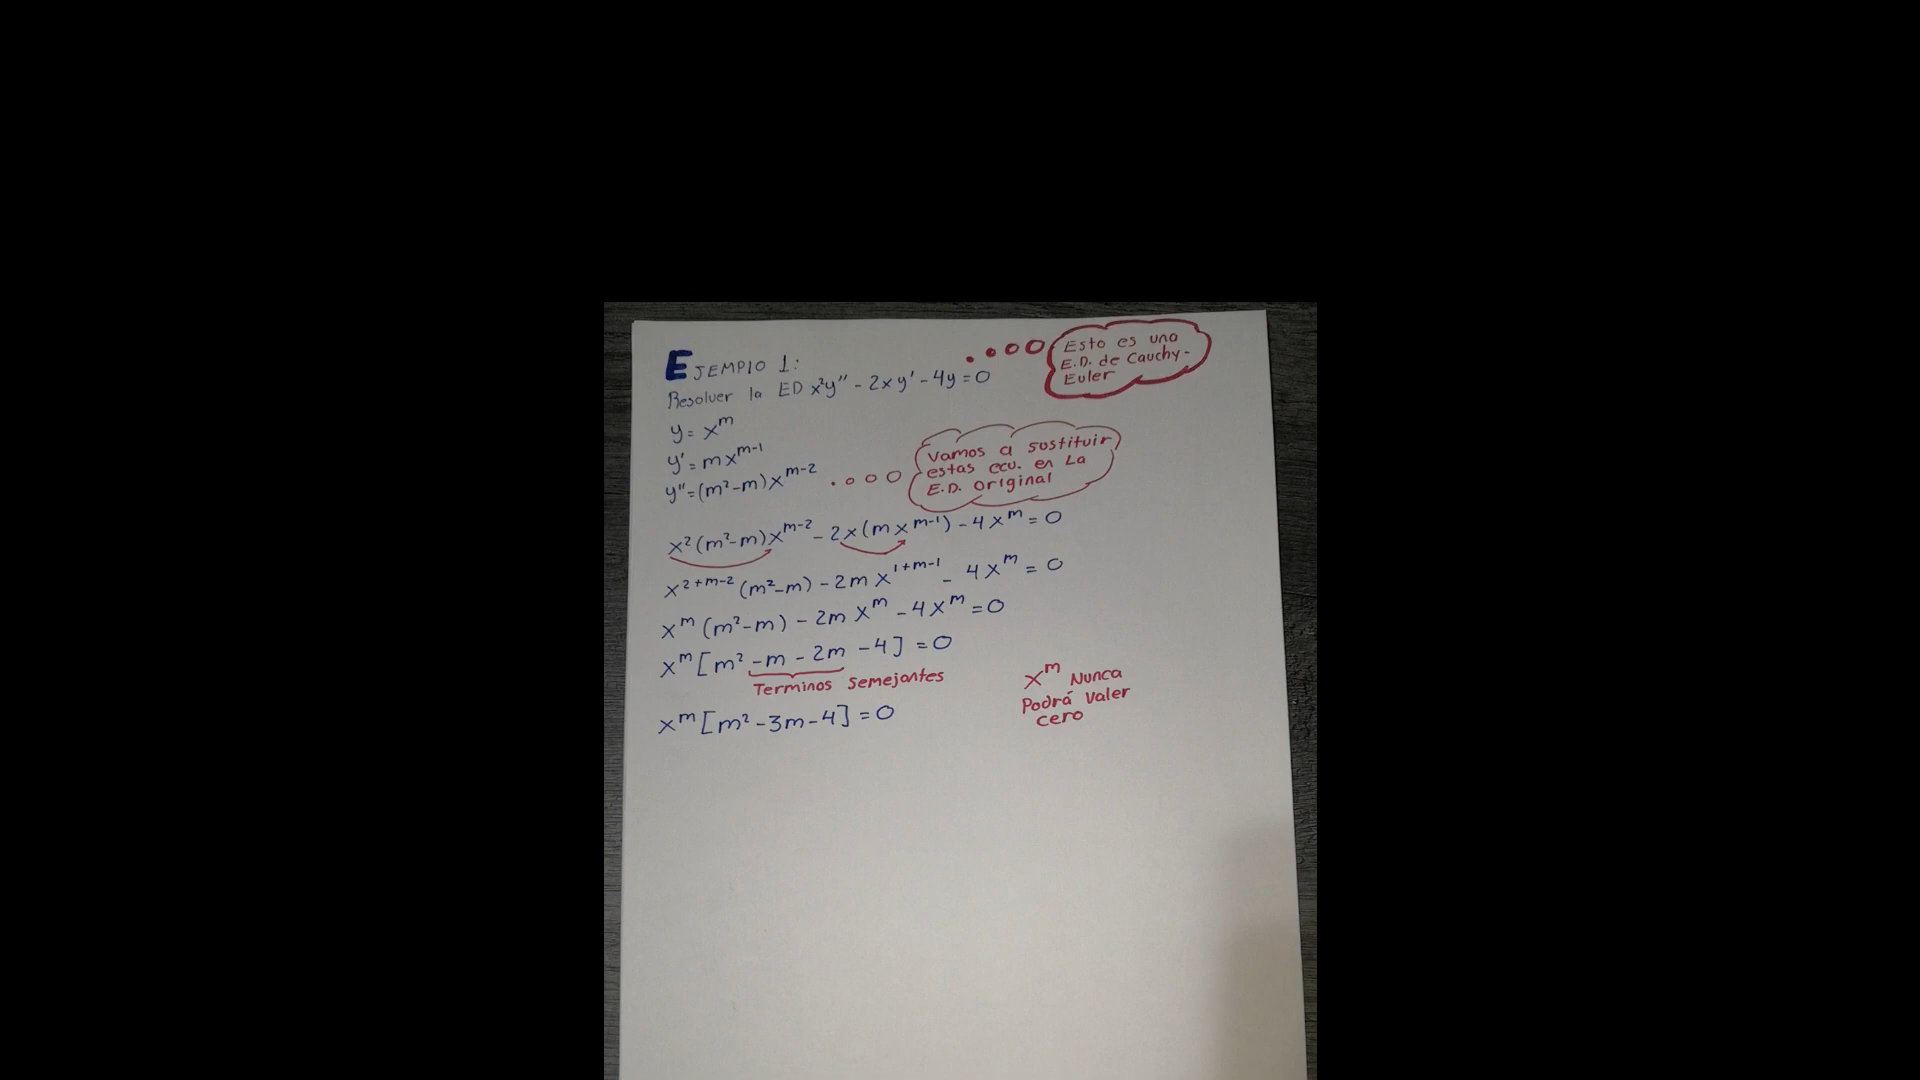 EJEMPlO 1:
Resolver la ED x²y'' - 2xy' - 4y = 0
Esto es una
E.D. de Cauchy-
Euler
y = x^m
y' = mx^{m-1}
y'' = (m²-m)x^{m-2}
Vamos a sustituir
estas ecu. en La
E.D. original
x²(m²-m)x^{m-2} - 2x(mx^{m-1}) - 4x^m = 0
x^{2+m-2}(m²-m) - 2mx^{1+m-1} - 4x^m = 0
x^m(m²-m) - 2mx^m - 4x^m = 0
x^m[m² -m - 2m -4] = 0
Terminos semejantes
x^m[m²-3m-4] = 0
x^m Nunca
Podrá valer
cero